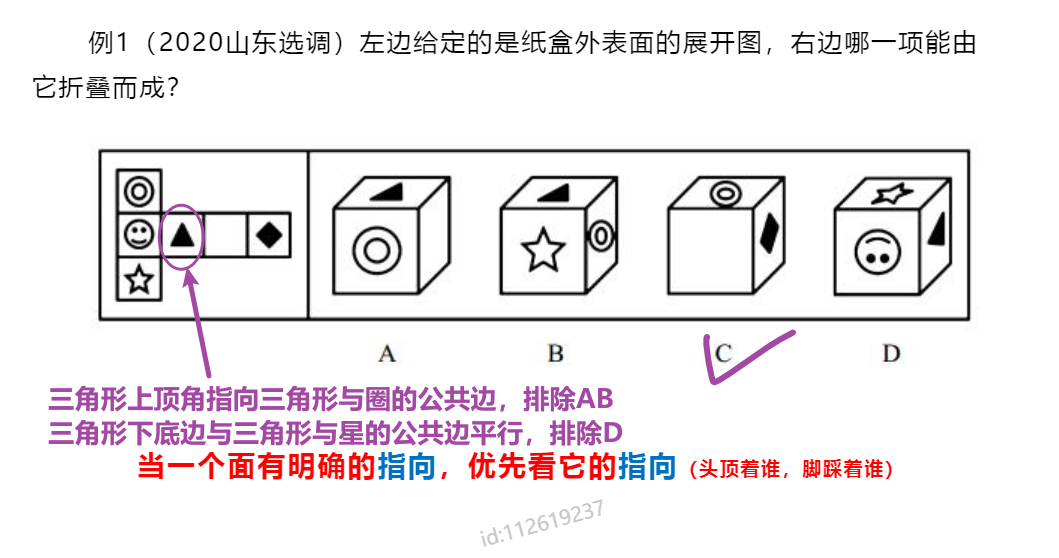 例1（2020山东选调）左边给定的是纸盒外表面的展开图，右边哪一项能由
它折叠而成？
A
B
C
D
三角形上顶角指向三角形与圈的公共边，排除AB
三角形下底边与三角形与星的公共边平行，排除D
当一个面有明确的指向，优先看它的指向（头顶着谁，脚踩着谁）
id:112619237